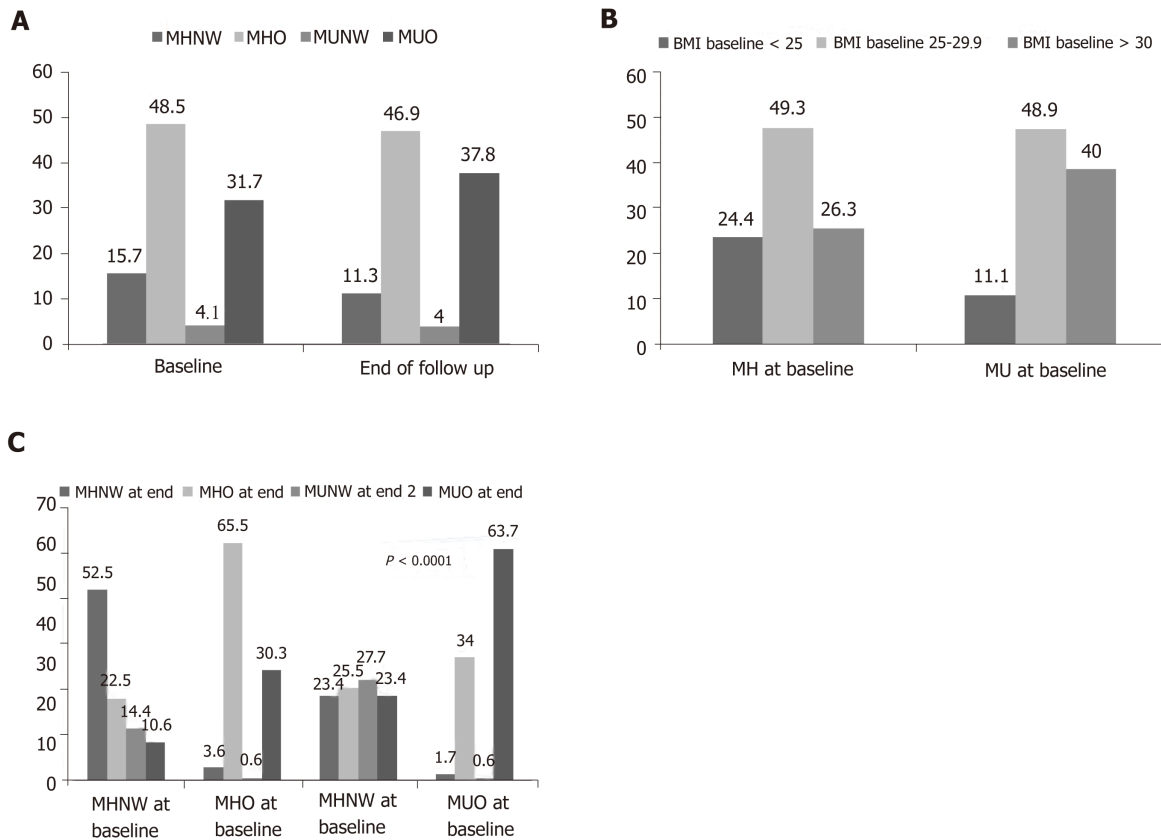 A
MHNW MHO MUNW MUO
60
50
40
30
20
10
0
15.7
48.5
4.1
31.7
11.3
46.9
4
37.8
Baseline
End of follow up
B
BMI baseline < 25 BMI baseline 25-29.9 BMI baseline > 30
60
50
40
30
20
10
0
24.4
49.3
26.3
11.1
48.9
40
MH at baseline
MU at baseline
C
MHNW at end MHO at end MUNW at end 2 MUO at end
70
60
50
40
30
20
10
0
52.5
22.5
14.4
10.6
3.6
65.5
0.6
30.3
23.4
25.5
27.7
23.4
1.7
34
0.6
63.7
P < 0.0001
MHNW at
baseline
MHO at
baseline
MHNW at
baseline
MUO at
baseline